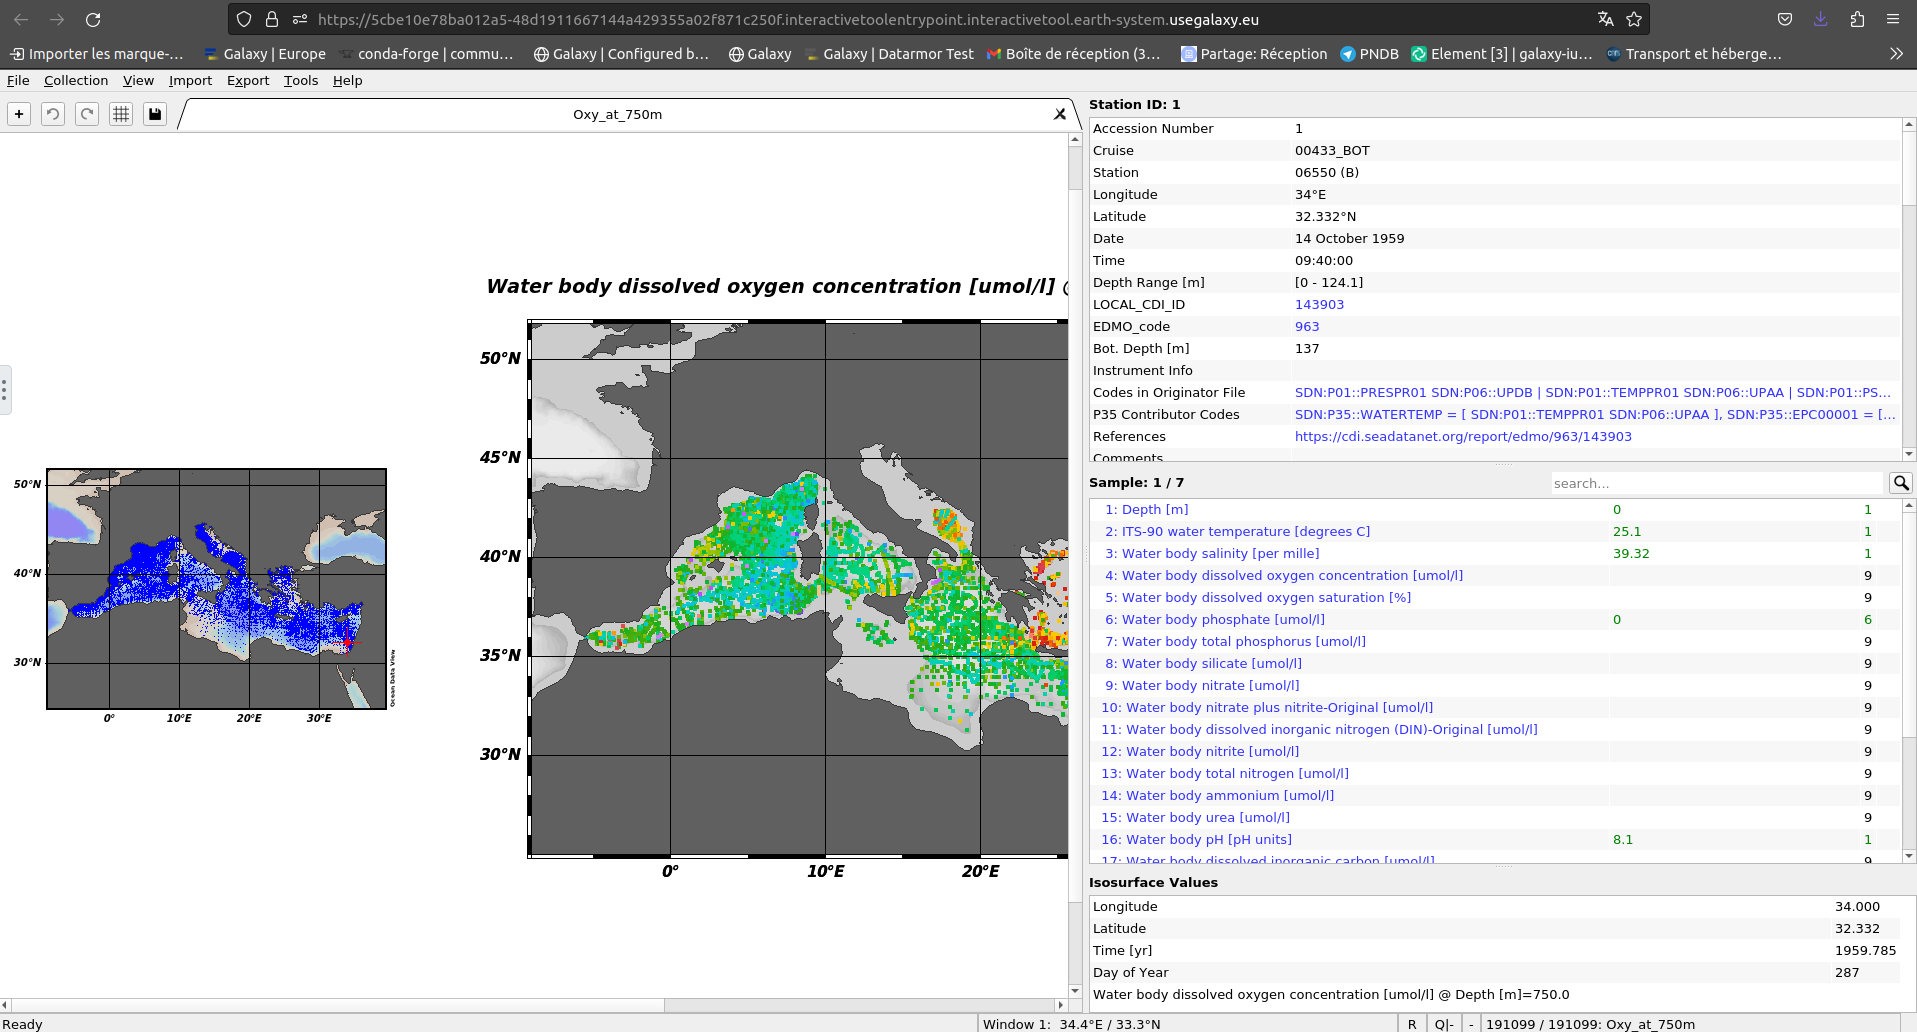 https://5cbe10e78ba012a5-48d1911667144a429355a02f871c250f.interactivetoolentrypoint.interactivetool.earth-system.usegalaxy.eu
Importer les marque-… Galaxy | Europe conda-forge | commu… Galaxy | Configured b… Galaxy Galaxy | Datarmor Test Boîte de réception (3… Partage: Réception PNDB Element [3] | galaxy-iu… Transport et héberge…
File Collection View Import Export Tools Help
Oxy_at_750m
Water body dissolved oxygen concentration [umol/l] @
50°N
45°N
40°N
35°N
30°N
0° 10°E 20°E
50°N
40°N
30°N
0° 10°E 20°E 30°E
Ocean Data View
Station ID: 1
Accession Number 1
Cruise 00433_BOT
Station 06550 (B)
Longitude 34°E
Latitude 32.332°N
Date 14 October 1959
Time 09:40:00
Depth Range [m] [0 - 124.1]
LOCAL_CDI_ID 143903
EDMO_code 963
Bot. Depth [m] 137
Instrument Info
Codes in Originator File SDN:P01::PRESPR01 SDN:P06::UPDB | SDN:P01::TEMPPR01 SDN:P06::UPAA | SDN:P01::PS...
P35 Contributor Codes SDN:P35::WATERTEMP = [ SDN:P01::TEMPPR01 SDN:P06::UPAA ], SDN:P35::EPC00001 = [...
References https://cdi.seadatanet.org/report/edmo/963/143903
Comments
Sample: 1 / 7 search...
1: Depth [m] 0 1
2: ITS-90 water temperature [degrees C] 25.1 1
3: Water body salinity [per mille] 39.32 1
4: Water body dissolved oxygen concentration [umol/l] 9
5: Water body dissolved oxygen saturation [%] 9
6: Water body phosphate [umol/l] 0 6
7: Water body total phosphorus [umol/l] 9
8: Water body silicate [umol/l] 9
9: Water body nitrate [umol/l] 9
10: Water body nitrate plus nitrite-Original [umol/l] 9
11: Water body dissolved inorganic nitrogen (DIN)-Original [umol/l] 9
12: Water body nitrite [umol/l] 9
13: Water body total nitrogen [umol/l] 9
14: Water body ammonium [umol/l] 9
15: Water body urea [umol/l] 9
16: Water body pH [pH units] 8.1 1
17: Water body dissolved inorganic carbon [umol/l] 9
Isosurface Values
Longitude 34.000
Latitude 32.332
Time [yr] 1959.785
Day of Year 287
Water body dissolved oxygen concentration [umol/l] @ Depth [m]=750.0
Ready Window 1: 34.4°E / 33.3°N R Q|- - 191099 / 191099: Oxy_at_750m